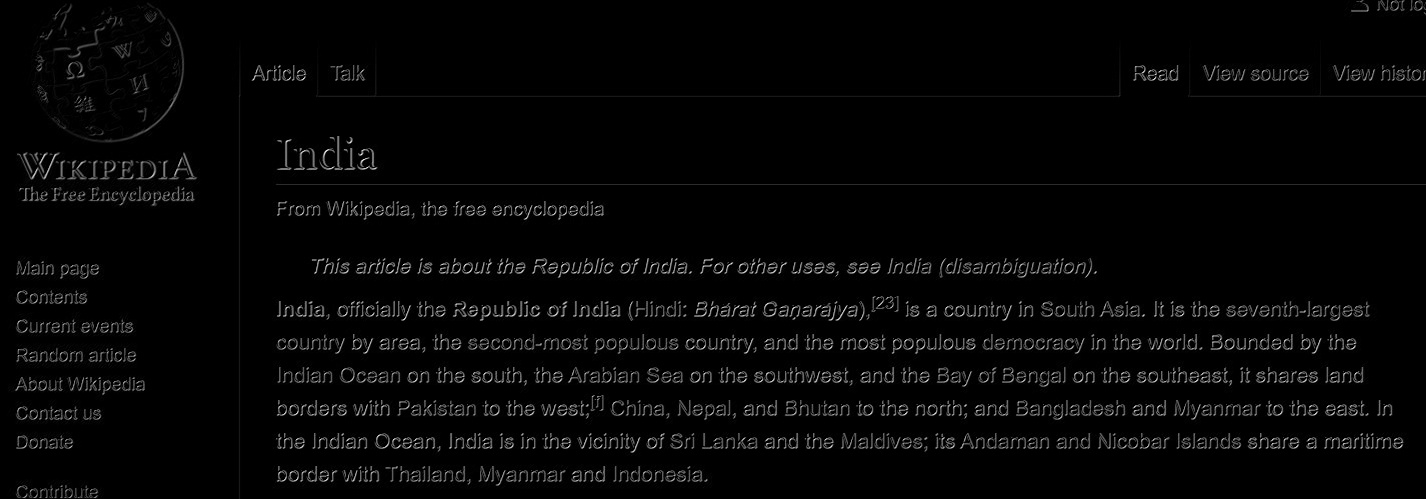 Not log
Article Talk Read View source View histor
WIKIPEDIA
The Free Encyclopedia
India
From Wikipedia, the free encyclopedia
Main page
Contents
Current events
Random article
About Wikipedia
Contact us
Donate
Contribute
This article is about the Republic of India. For other uses, see India (disambiguation).
India, officially the Republic of India (Hindi: Bhārat Gaṇarājya),[23] is a country in South Asia. It is the seventh-largest
country by area, the second-most populous country, and the most populous democracy in the world. Bounded by the
Indian Ocean on the south, the Arabian Sea on the southwest, and the Bay of Bengal on the southeast, it shares land
borders with Pakistan to the west;[f] China, Nepal, and Bhutan to the north; and Bangladesh and Myanmar to the east. In
the Indian Ocean, India is in the vicinity of Sri Lanka and the Maldives; its Andaman and Nicobar Islands share a maritime
border with Thailand, Myanmar and Indonesia.